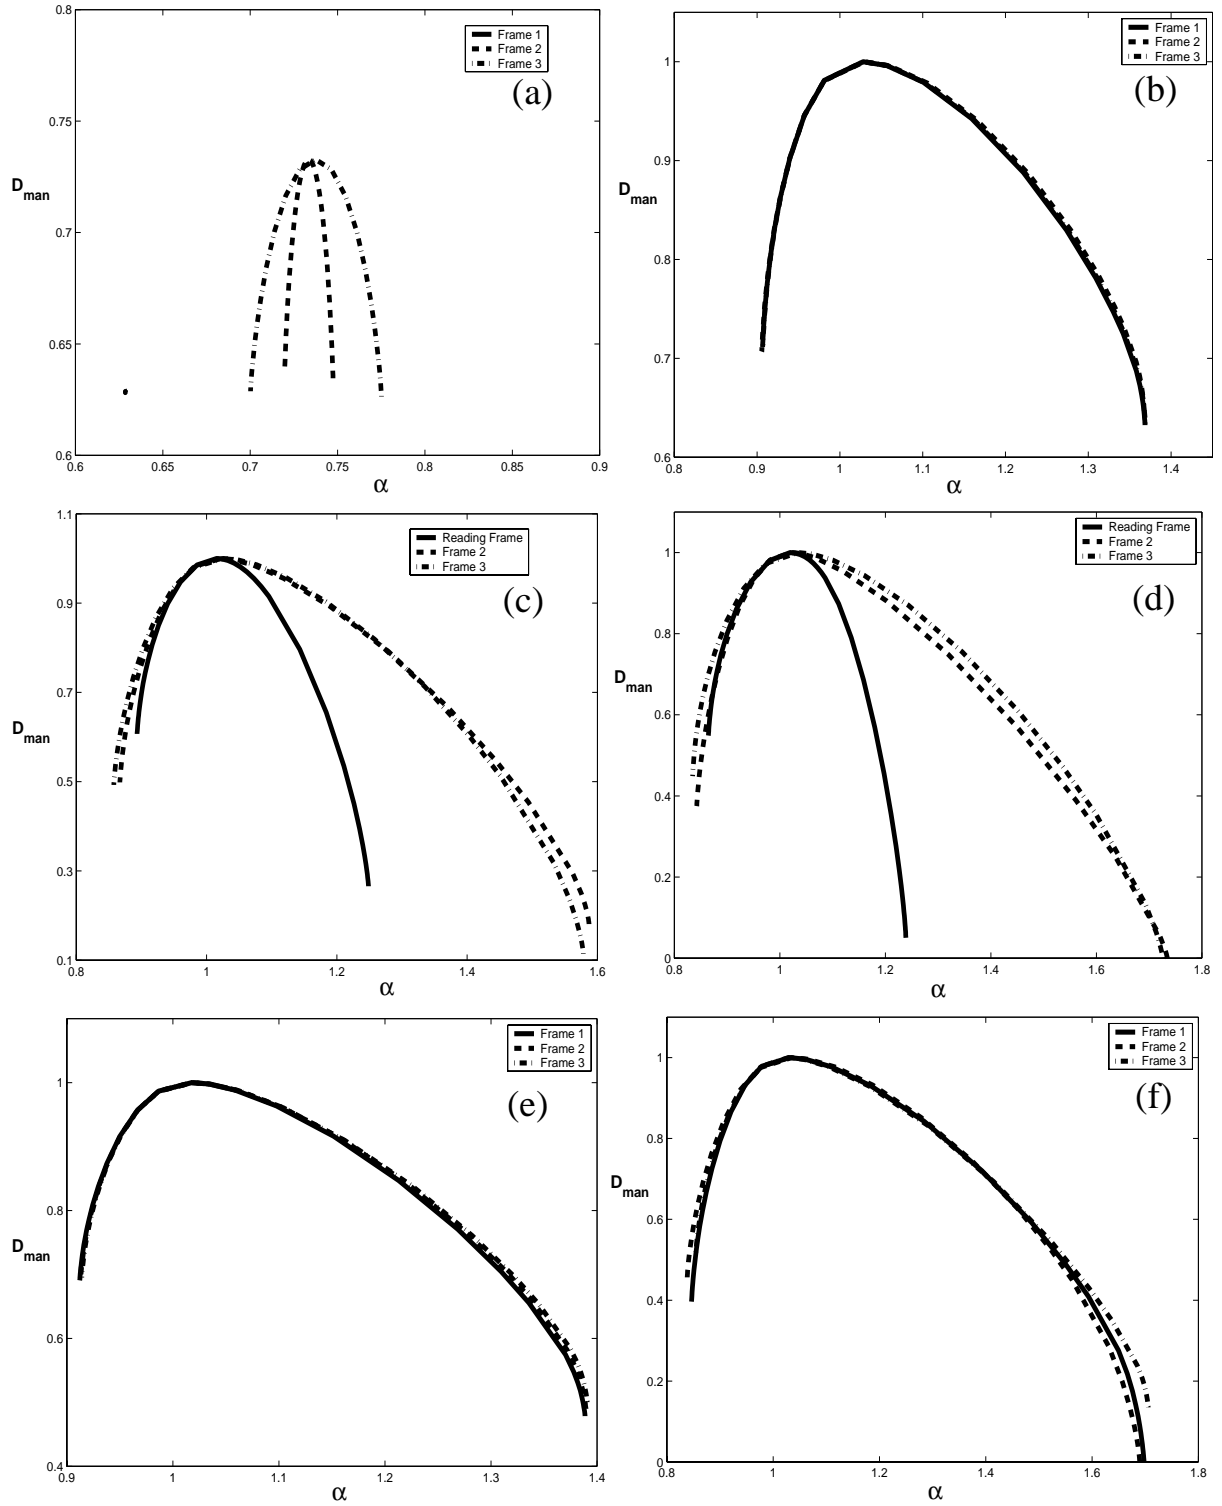 0.8
0.75
0.7
0.65
0.6
D_man
Frame 1
Frame 2
Frame 3
(a)
0.6 0.65 0.7 0.75 0.8 0.85 0.9
α
1
0.9
0.8
0.7
0.6
D_man
Frame 1
Frame 2
Frame 3
(b)
0.8 0.9 1 1.1 1.2 1.3 1.4
α
1.1
0.9
0.7
0.5
0.3
0.1
D_man
Reading Frame
Frame 2
Frame 3
(c)
0.8 1 1.2 1.4 1.6
α
1
0.8
0.6
0.4
0.2
0
D_man
Reading Frame
Frame 2
Frame 3
(d)
0.8 1 1.2 1.4 1.6 1.8
α
1
0.8
0.6
0.4
D_man
Frame 1
Frame 2
Frame 3
(e)
0.9 1 1.1 1.2 1.3 1.4
α
1
0.8
0.6
0.4
0.2
0
D_man
Frame 1
Frame 2
Frame 3
(f)
0.8 1 1.2 1.4 1.6 1.8
α